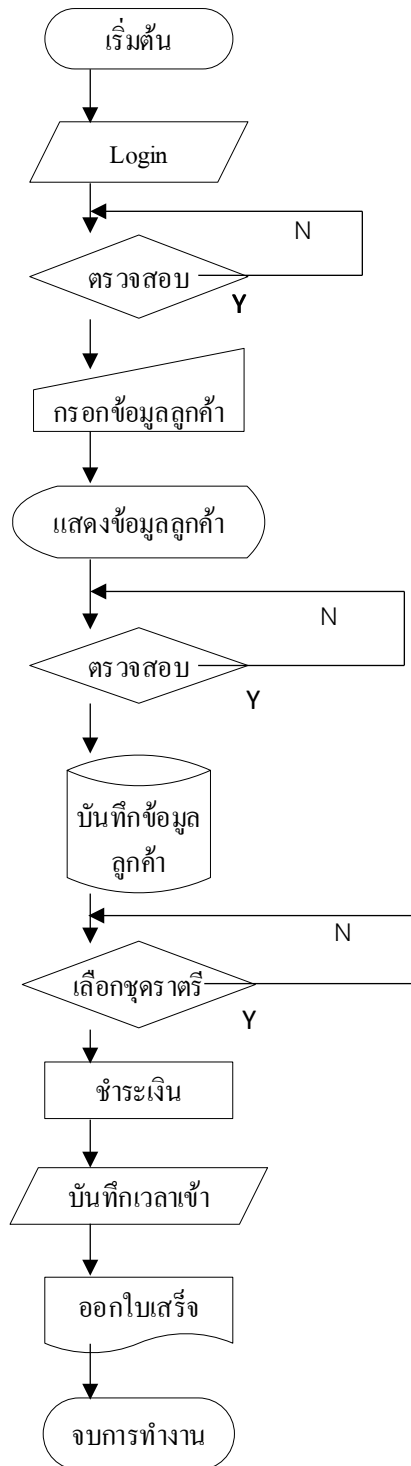 เริ่มต้น
Login
N
ตรวจสอบ
Y
กรอกข้อมูลลูกค้า
แสดงข้อมูลลูกค้า
N
ตรวจสอบ
Y
บันทึกข้อมูล
ลูกค้า
N
เลือกชุดราตรี
Y
ชำระเงิน
บันทึกเวลาเข้า
ออกใบเสร็จ
จบการทำงาน